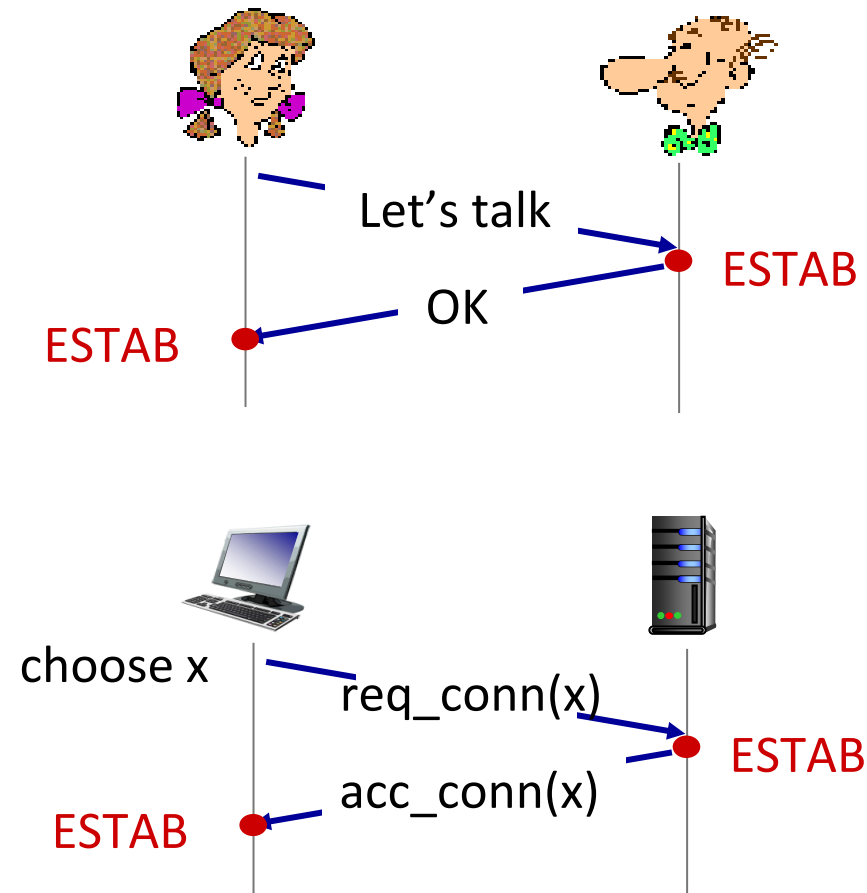 Let’s talk
ESTAB
OK
ESTAB
choose x
req_conn(x)
ESTAB
acc_conn(x)
ESTAB